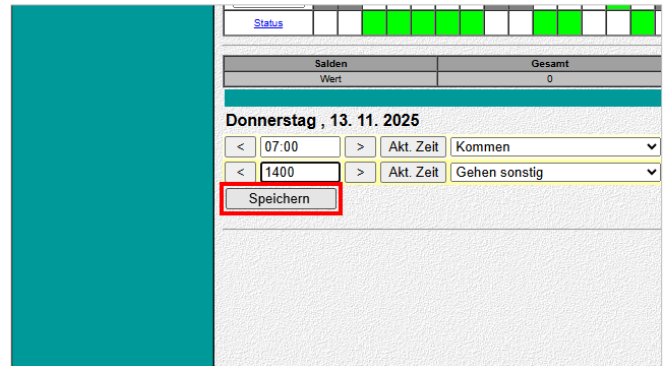 Status
Salden Gesamt
Wert 0
Donnerstag , 13. 11. 2025
< 07:00 > Akt. Zeit Kommen
< 1400 > Akt. Zeit Gehen sonstig
Speichern